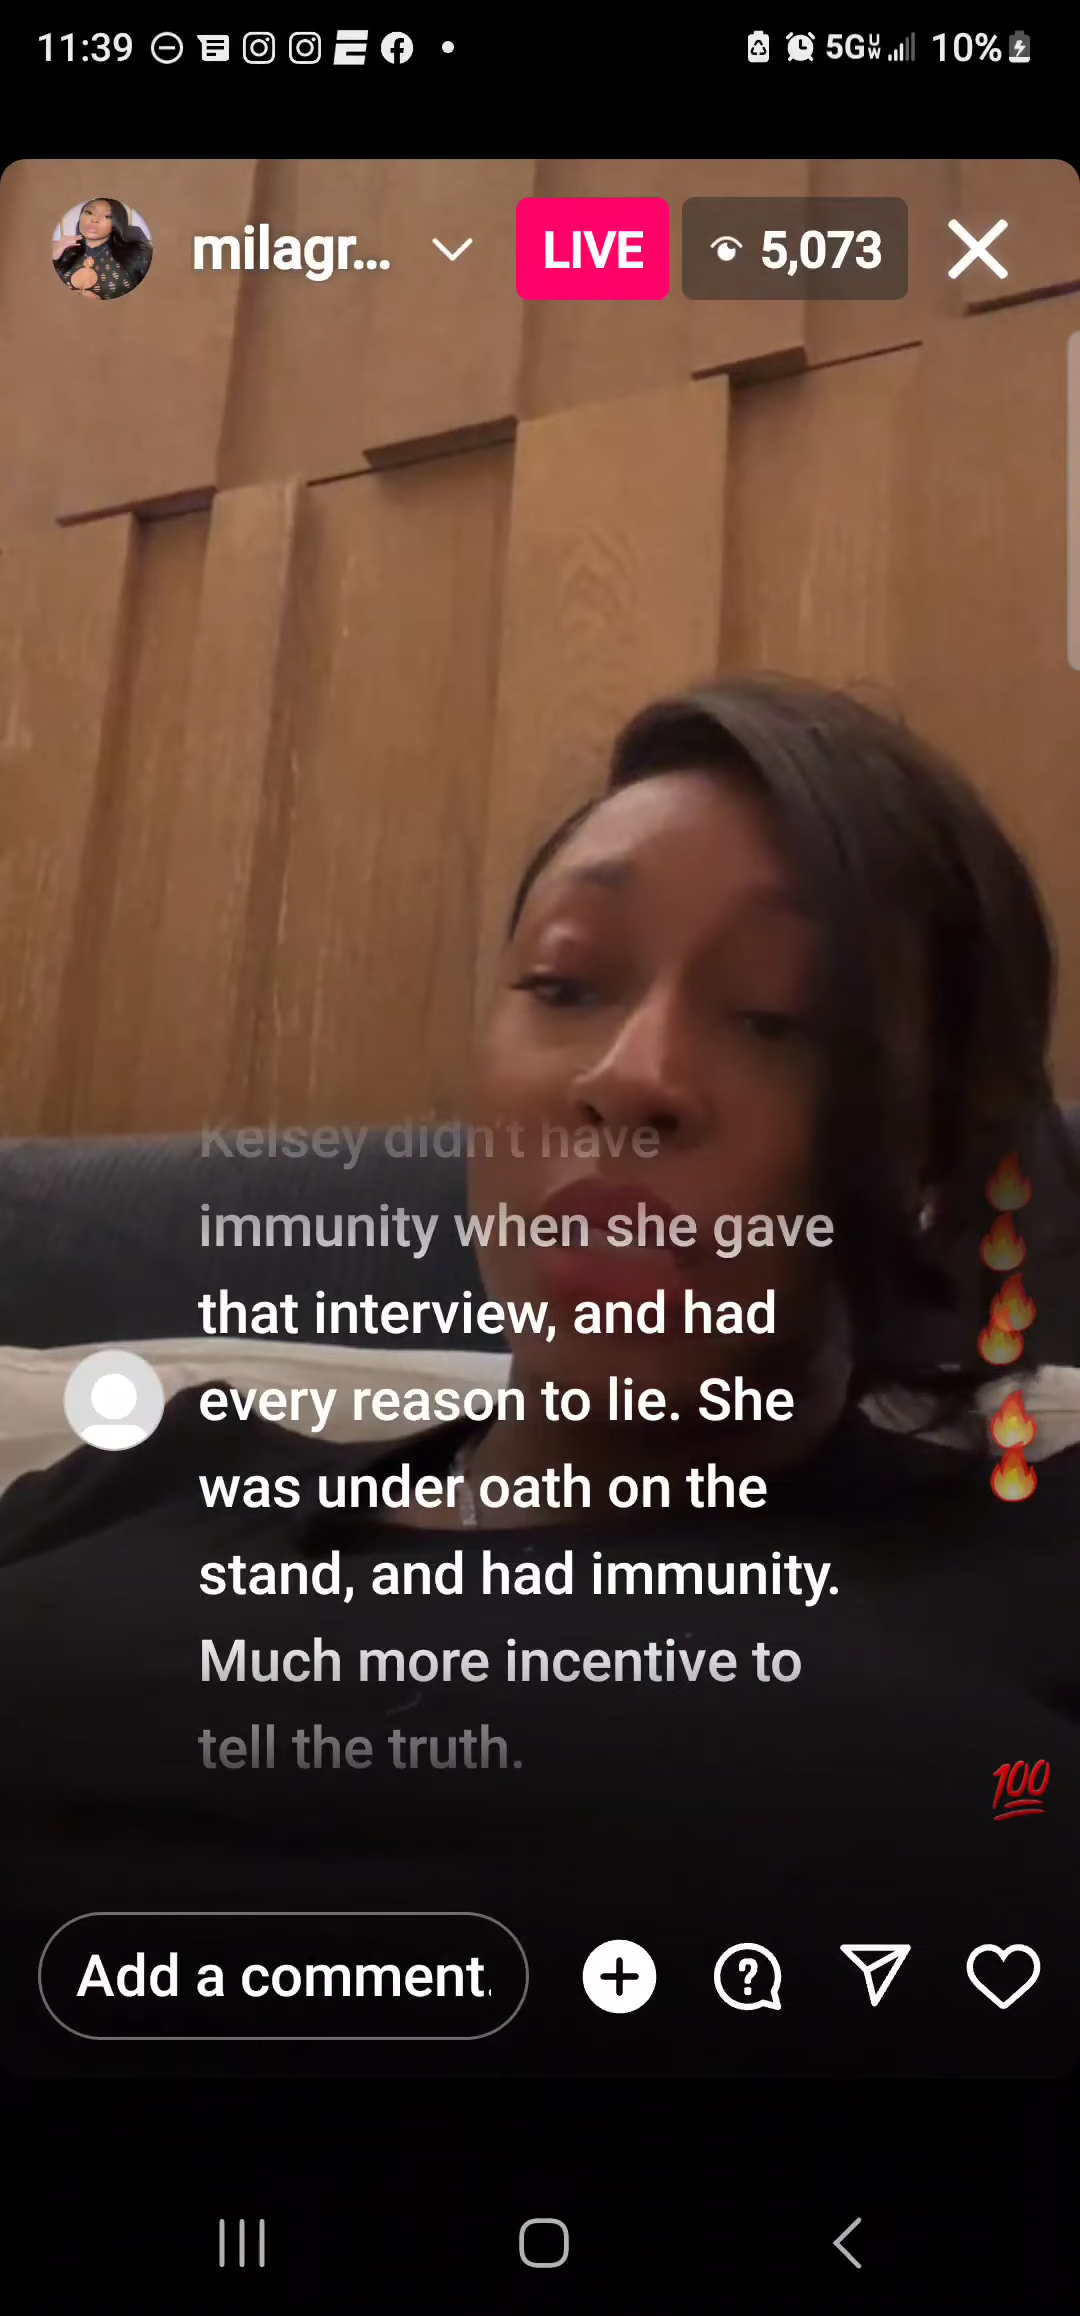 11:39
5G
10%
milagr...
LIVE
5,073
Kelsey didn't have
immunity when she gave
that interview, and had
every reason to lie. She
was under oath on the
stand, and had immunity.
Much more incentive to
tell the truth.
100
Add a comment.